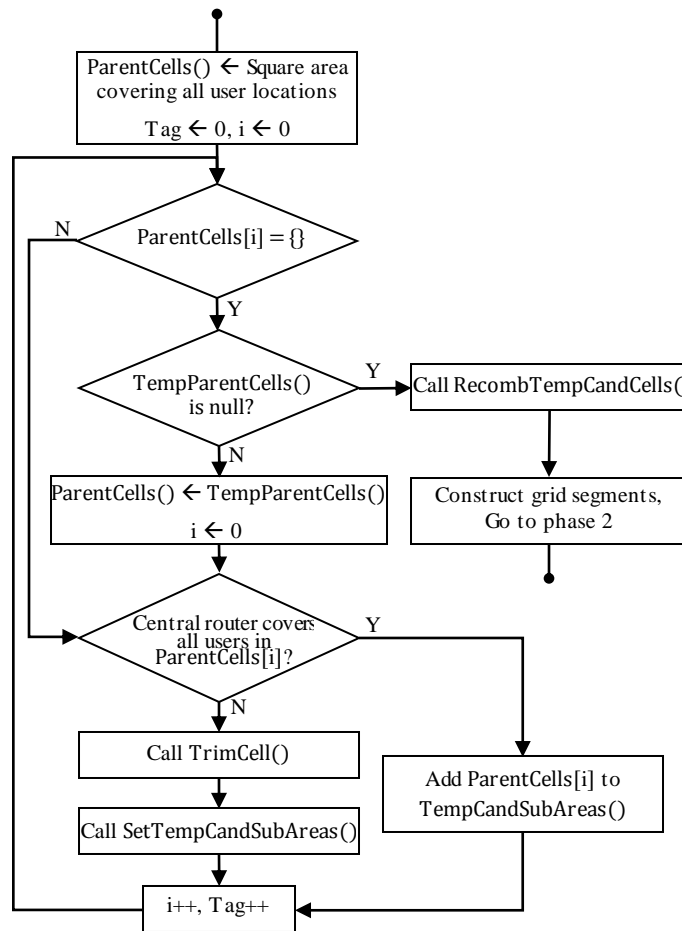 ParentCells() ← Square area
covering all user locations
Tag ← 0, i ← 0
N
ParentCells[i] = {}
Y
TempParentCells()
is null?
Y
Call RecombTempCandCells()
N
ParentCells() ← TempParentCells()
i ← 0
Construct grid segments,
Go to phase 2
Central router covers
all users in
ParentCells[i]?
Y
N
Call TrimCell()
Add ParentCells[i] to
TempCandSubAreas()
Call SetTempCandSubAreas()
i++, Tag++